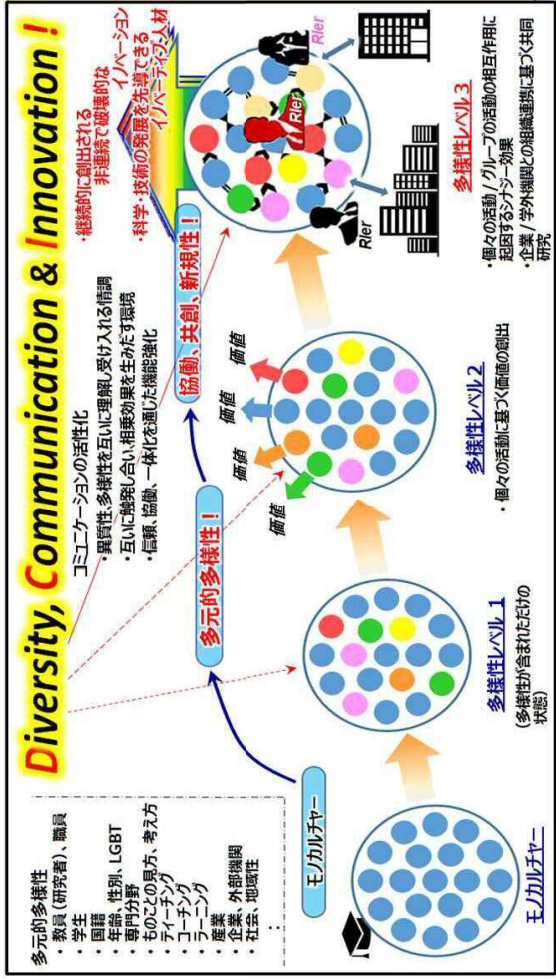 Diversity, Communication & Innovation !
多元的多様性
・教員（研究者）、職員
・学生
・国籍
・年齢、性別、LGBT
・専門分野
・ものごとの見方、考え方
・ティーチング
・コーチング
・ラーニング
・産業
・企業、外部機関
・社会、地域性
：
コミュニケーションの活性化
・異質性、多様性を互いに理解し受け入れる情調
・互いに触発し合い、相乗効果を生みだす環境
・信頼、協働、一体化を通じた機能強化
・継続的に創出される
非連続で破壊的な
イノベーション
・科学・技術の発展を先導できる
イノベーティブ人材
モノカルチャー
多元的多様性！
協働、共創、新規性！
価値
価値
価値
価値
RIer
RIer
RIer
モノカルチャー
多様性レベル 1
（多様性が含まれただけの
状態）
多様性レベル2
・個々の活動に基づく価値の創出
多様性レベル3
・個々の活動 / グループの活動の相互作用に
起因するシナジー効果
・企業 / 学外機関との組織連携に基づく共同
研究